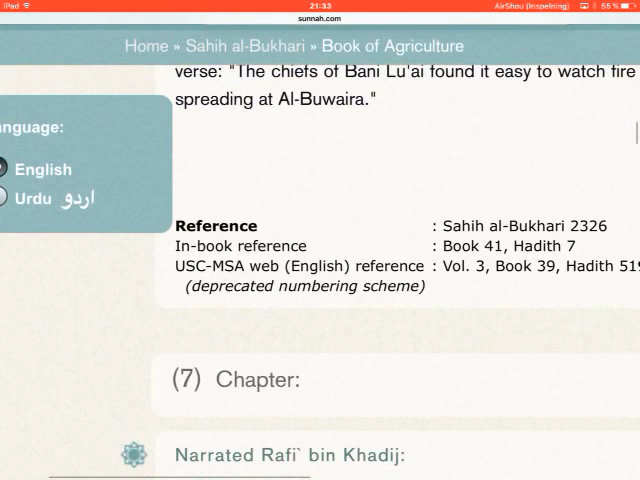 iPad 21:33 AirShou (Inspelning) 55 %
sunnah.com
Home » Sahih al-Bukhari » Book of Agriculture
verse: "The chiefs of Bani Lu'ai found it easy to watch fire
spreading at Al-Buwaira."
anguage:
English
Urdu اردو
Reference : Sahih al-Bukhari 2326
In-book reference : Book 41, Hadith 7
USC-MSA web (English) reference : Vol. 3, Book 39, Hadith 519
(deprecated numbering scheme)
(7) Chapter:
Narrated Rafi` bin Khadij: